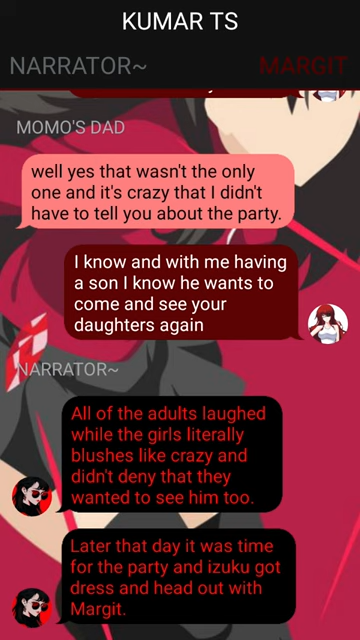 KUMAR TS
NARRATOR~
MARGIT
MOMO'S DAD
well yes that wasn't the only
one and it's crazy that I didn't
have to tell you about the party.
I know and with me having
a son I know he wants to
come and see your
daughters again
NARRATOR~
All of the adults laughed
while the girls literally
blushes like crazy and
didn't deny that they
wanted to see him too.
Later that day it was time
for the party and izuku got
dress and head out with
Margit.